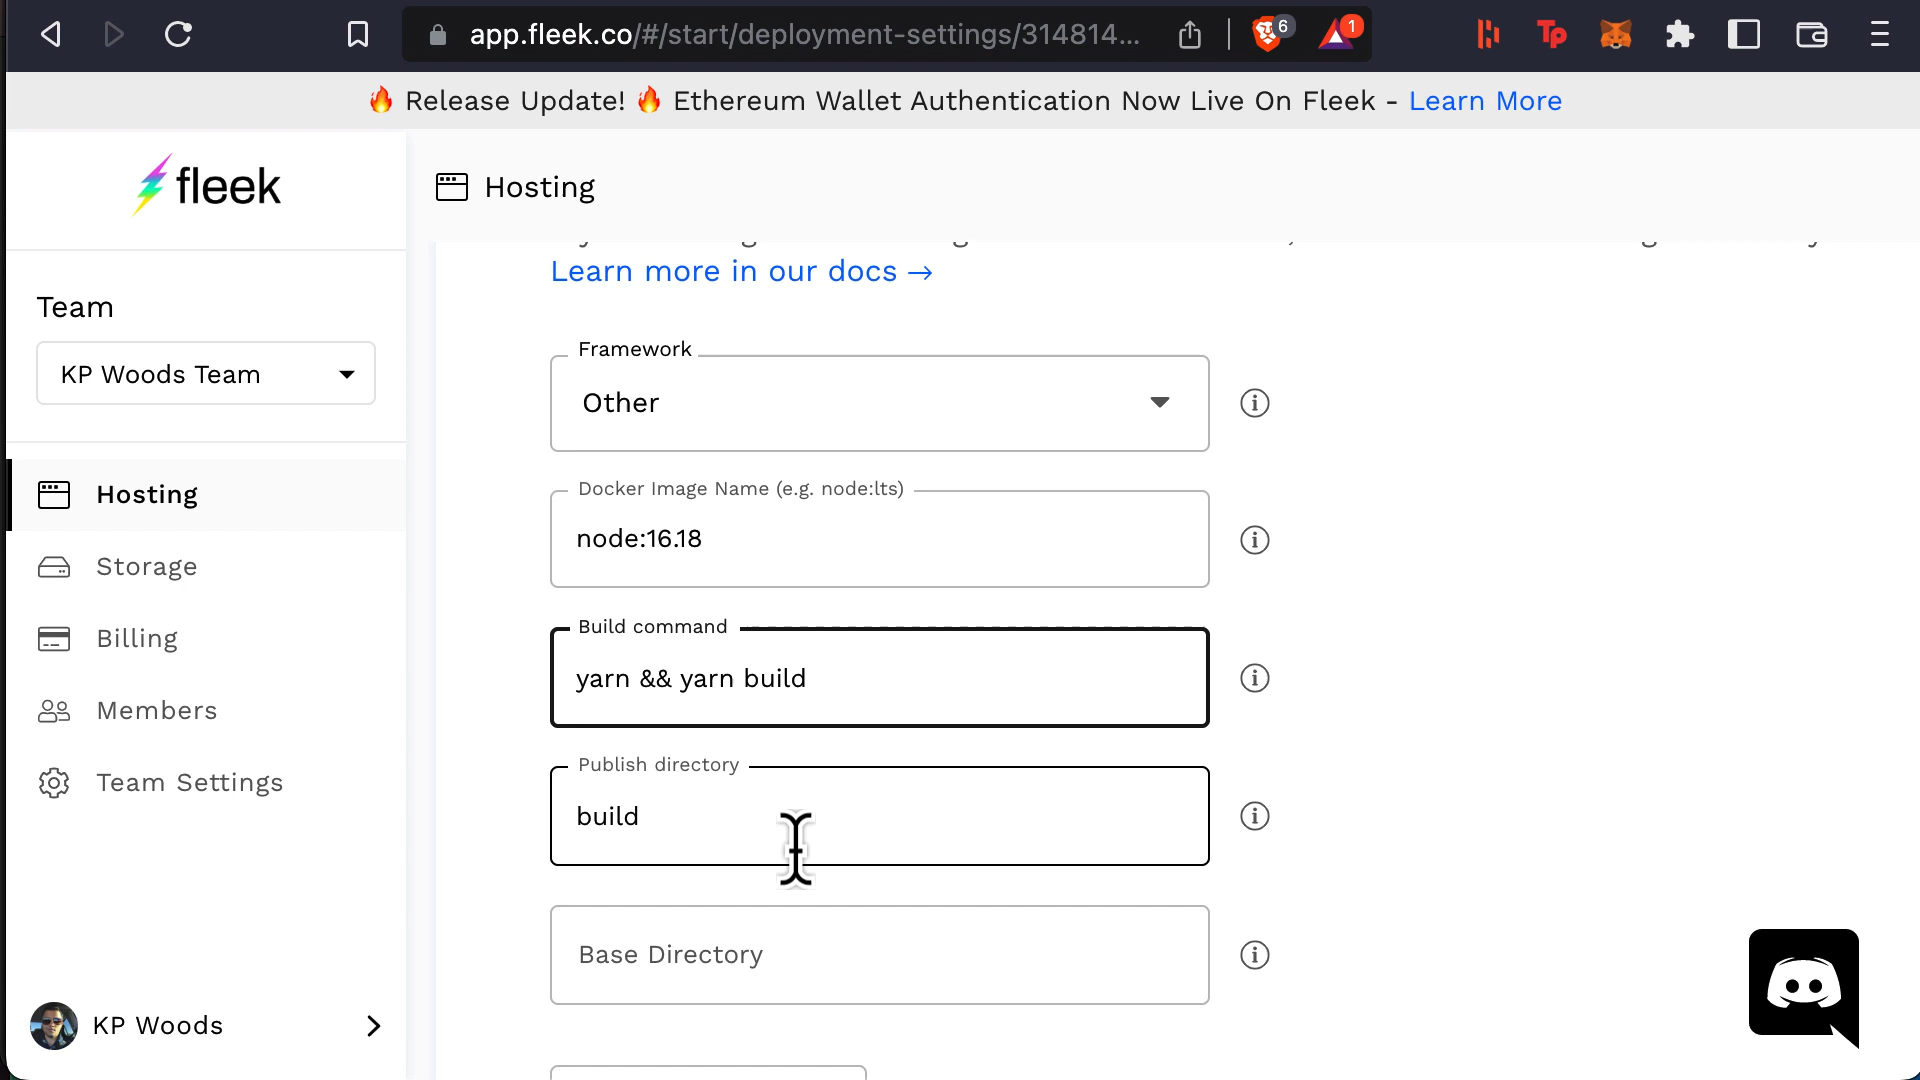 app.fleek.co/#/start/deployment-settings/314814...
6
1
Tp
🔥 Release Update! 🔥 Ethereum Wallet Authentication Now Live On Fleek - Learn More
fleek
Hosting
Learn more in our docs →
Team
KP Woods Team
Framework
Other
Docker Image Name (e.g. node:lts)
node:16.18
Build command
yarn && yarn build
Publish directory
build
Base Directory
Hosting
Storage
Billing
Members
Team Settings
KP Woods